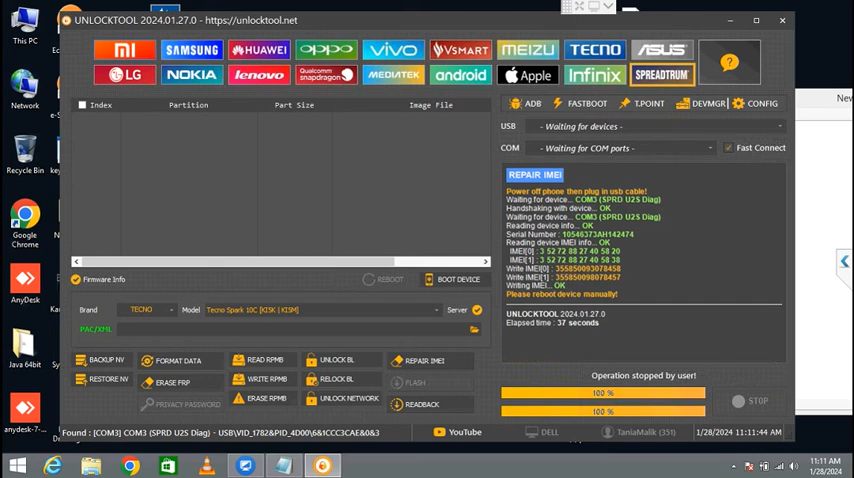 This PC
Network
Recycle Bin
Google
Chrome
AnyDesk
Java 64bit
anydesk-7-...
UNLOCKTOOL 2024.01.27.0 - https://unlocktool.net
mi SAMSUNG HUAWEI oppo vivo VSMART MEIZU TECNO ASUS
LG NOKIA lenovo Qualcomm snapdragon MEDIATEK android Apple Infinix SPREADTRUM
?
New
Index Partition Part Size Image File
ADB FASTBOOT T.POINT DEVMGR CONFIG
USB - Waiting for devices -
COM - Waiting for COM ports - Fast Connect
REPAIR IMEI
Power off phone then plug in usb cable!
Waiting for device... COM3 (SPRD U2S Diag)
Handshaking with device... OK
Waiting for device... COM3 (SPRD U2S Diag)
Reading device info... OK
Serial Number : 10546373AH142474
Reading device IMEI info... OK
IMEI[0] : 3 52 72 88 27 40 58 20
IMEI[1] : 3 52 72 88 27 40 58 38
Write IMEI[0] : 355850093078458
Write IMEI[1] : 355850098078457
Writing IMEI... OK
Please reboot device manually!
UNLOCKTOOL 2024.01.27.0
Elapsed time : 37 seconds
Firmware Info REBOOT BOOT DEVICE
Brand TECNO Model Tecno Spark 10C [KI5K | KI5M] Server
PAC/XML
BACKUP NV FORMAT DATA READ RPMB UNLOCK BL REPAIR IMEI
RESTORE NV ERASE FRP WRITE RPMB RELOCK BL FLASH
PRIVACY PASSWORD ERASE RPMB UNLOCK NETWORK READBACK
Operation stopped by user!
100 %
100 %
STOP
Found : [COM3] COM3 (SPRD U2S Diag) - USB\VID_1782&PID_4D00\6&1CCC3CAE&0&3
YouTube DELL TaniaMalik (351) 1/28/2024 11:11:44 AM
11:11 AM
1/28/2024